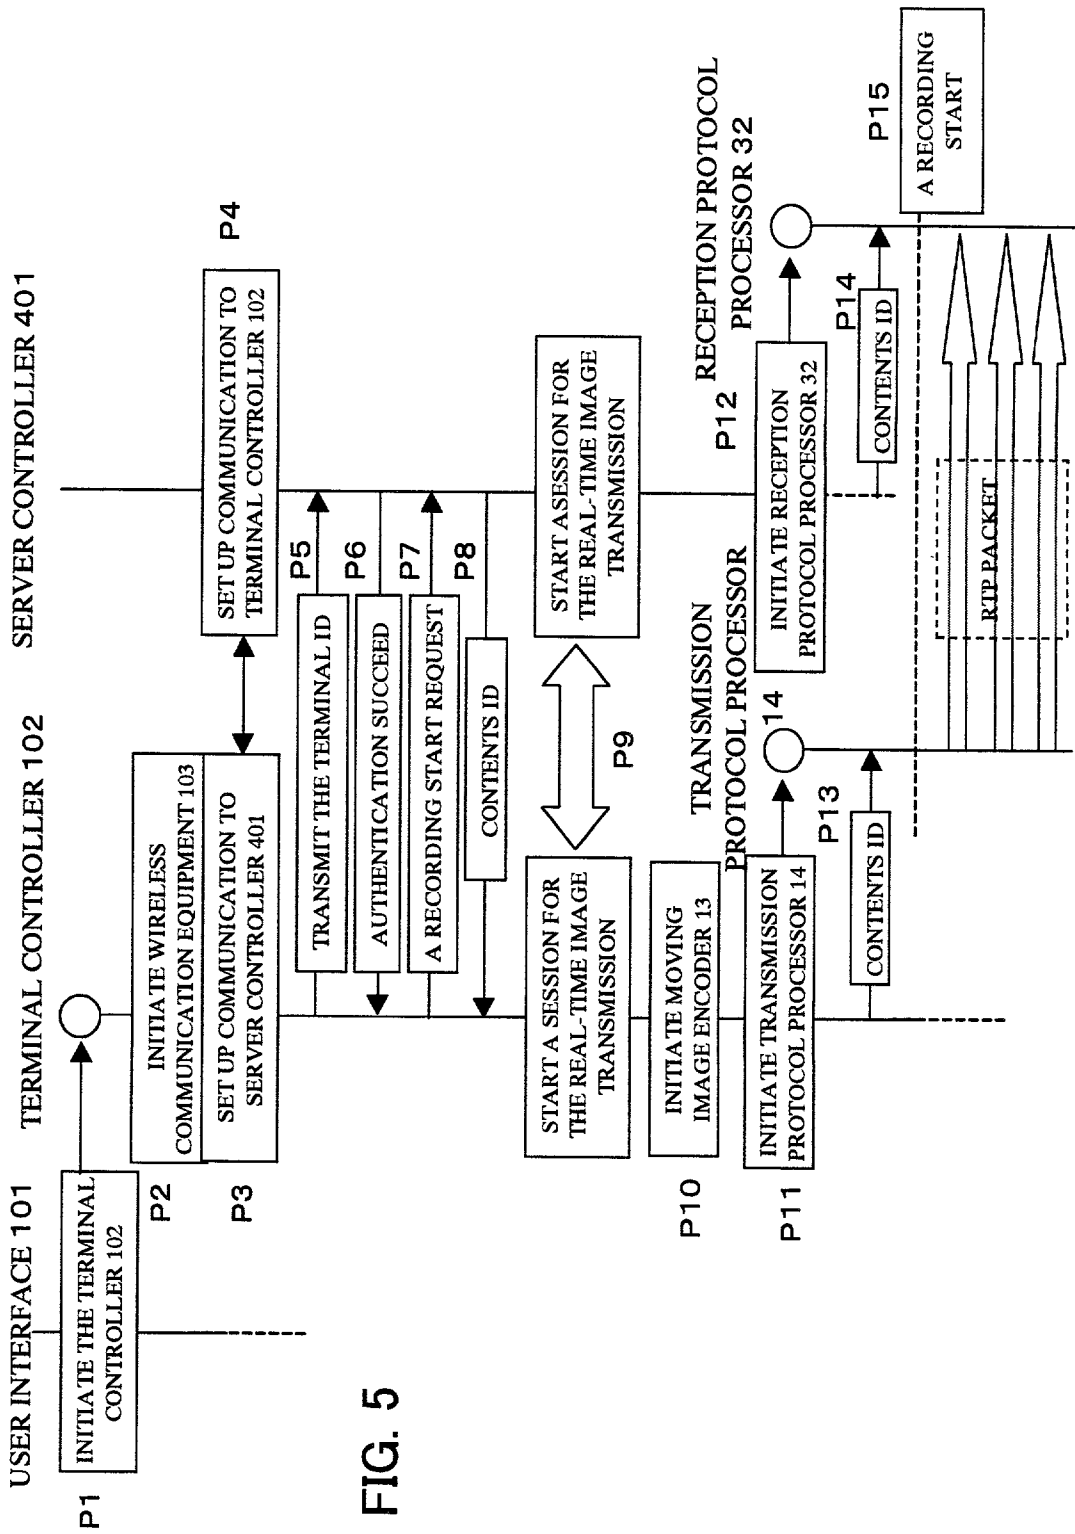 USER INTERFACE 101
TERMINAL CONTROLLER 102
SERVER CONTROLLER 401
P1
INITIATE THE TERMINAL
CONTROLLER 102
P2
INITIATE WIRELESS
COMMUNICATION EQUIPMENT 103
P3
SET UP COMMUNICATION TO
SERVER CONTROLLER 401
SET UP COMMUNICATION TO
TERMINAL CONTROLLER 102
P4
TRANSMIT THE TERMINAL ID
P5
AUTHENTICATION SUCCEED
P6
A RECORDING START REQUEST
P7
CONTENTS ID
P8
START A SESSION FOR
THE REAL-TIME IMAGE
TRANSMISSION
P9
START ASESSION FOR
THE REAL-TIME IMAGE
TRANSMISSION
P10
INITIATE MOVING
IMAGE ENCODER 13
P11
INITIATE TRANSMISSION
PROTOCOL PROCESSOR 14
TRANSMISSION
PROTOCOL PROCESSOR
14
P12
INITIATE RECEPTION
PROTOCOL PROCESSOR 32
RECEPTION PROTOCOL
PROCESSOR 32
P13
CONTENTS ID
P14
CONTENTS ID
P15
A RECORDING
START
RTP PACKET
FIG. 5